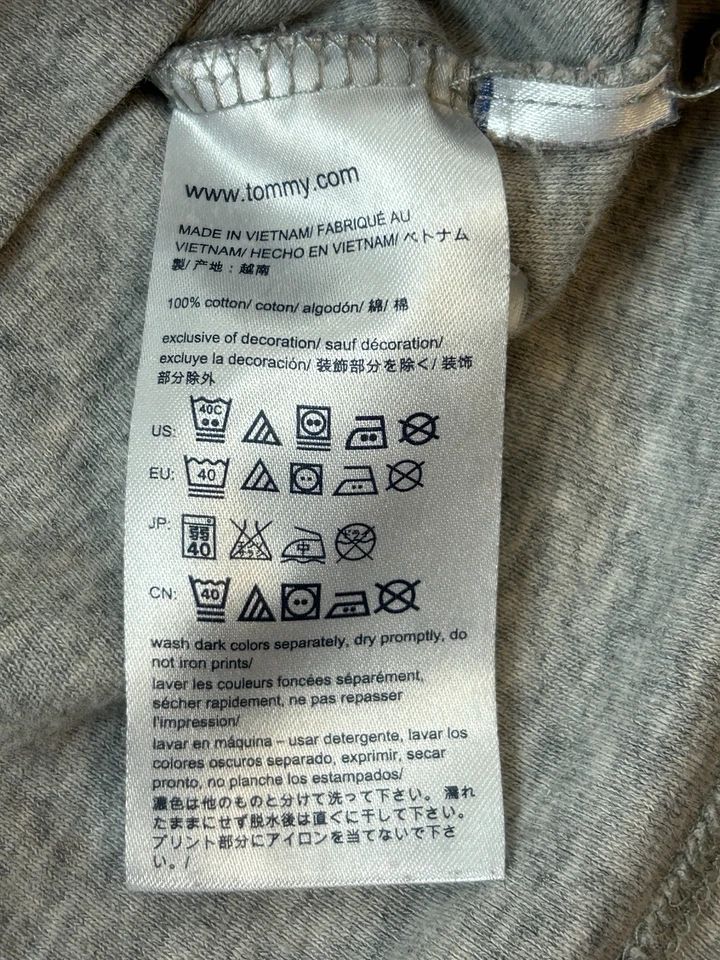 www.tommy.com
MADE IN VIETNAM/ FABRIQUÉ AU
VIETNAM/ HECHO EN VIETNAM/ ベトナム
製/ 产地：越南
100% cotton/ coton/ algodón/ 綿/ 棉
exclusive of decoration/ sauf décoration/
excluye la decoración/ 装飾部分を除く/ 装饰
部分除外
US: 40C
EU: 40
JP: 弱 40 中
CN: 40
wash dark colors separately, dry promptly, do
not iron prints/
laver les couleurs foncées séparément,
sécher rapidement, ne pas repasser
l'impression/
lavar en máquina – usar detergente, lavar los
colores oscuros separado, exprimir, secar
pronto, no planche los estampados/
濃色は他のものと分けて洗って下さい。 濡れ
たままにせず脱水後は直ぐに干して下さい。
プリント部分にアイロンを当てないで下さ
い。/